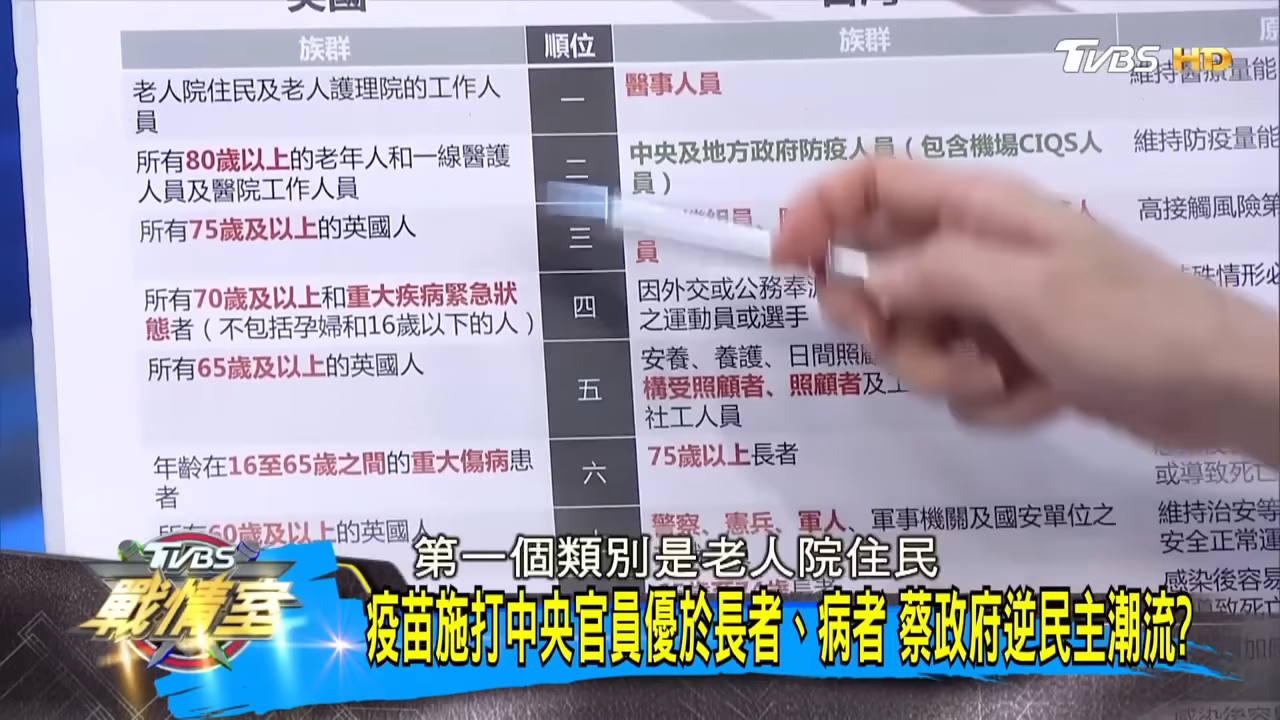 英國
台灣
族群
順位
族群
原
TVBS HD
老人院住民及老人護理院的工作人
員
一
醫事人員
維持醫療量能
所有80歲以上的老年人和一線醫護
人員及醫院工作人員
二
中央及地方政府防疫人員（包含機場CIQS人
員）
維持防疫量能
所有75歲及以上的英國人
三
員
高接觸風險第
所有70歲及以上和重大疾病緊急狀
態者（不包括孕婦和16歲以下的人）
四
因外交或公務奉派
之運動員或選手
殊情形必
所有65歲及以上的英國人
五
安養、養護、日間照顧
構受照顧者、照顧者及工
社工人員
年齡在16至65歲之間的重大傷病患
者
六
75歲以上長者
或導致死亡
所有60歲及以上的英國人
警察、憲兵、軍人、軍事機關及國安單位之
維持治安等
安全正常運
感染後容易
第一個類別是老人院住民
TVBS
戰情室
疫苗施打中央官員優於長者、病者 蔡政府逆民主潮流?